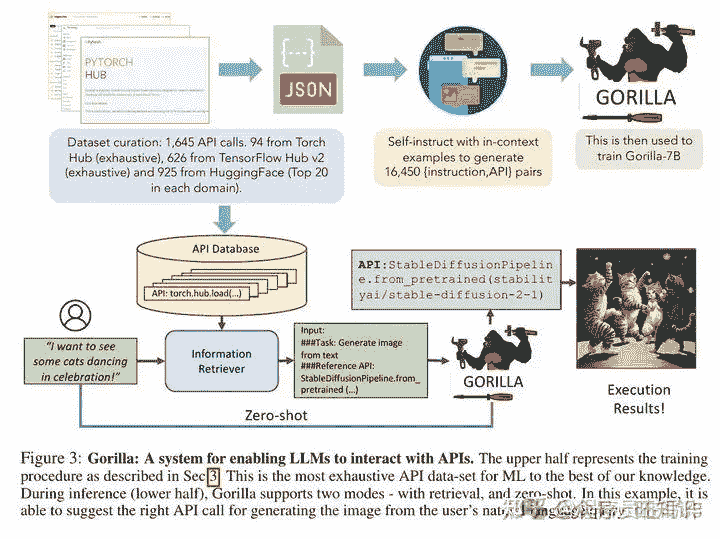 PYTORCH
HUB
{--}
JSON
GORILLA
Dataset curation: 1,645 API calls. 94 from Torch
Hub (exhaustive), 626 from TensorFlow Hub v2
(exhaustive) and 925 from HuggingFace (Top 20
in each domain).
Self-instruct with in-context
examples to generate
16,450 {instruction,API} pairs
This is then used to
train Gorilla-7B
API Database
API: torch.hub.load(...)
API:StableDiffusionPipelin
e.from_pretrained(stabilit
yai/stable-diffusion-2-1)
"I want to see
some cats dancing
in celebration!"
Information
Retriever
Input:
###Task: Generate image
from text
###Reference API:
StableDiffusionPipeline.from_
pretrained (...)
GORILLA
Execution
Results!
Zero-shot
Figure 3: Gorilla: A system for enabling LLMs to interact with APIs. The upper half represents the training
procedure as described in Sec 3. This is the most exhaustive API data-set for ML to the best of our knowledge.
During inference (lower half), Gorilla supports two modes - with retrieval, and zero-shot. In this example, it is
able to suggest the right API call for generating the image from the user's natural language query.